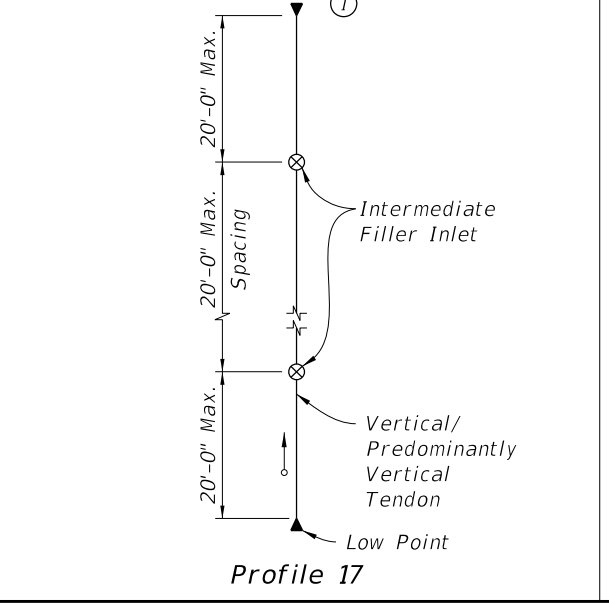 1
20'-0" Max.
20'-0" Max.
Spacing
Intermediate
Filler Inlet
20'-0" Max.
Vertical/
Predominantly
Vertical
Tendon
Low Point
Profile 17